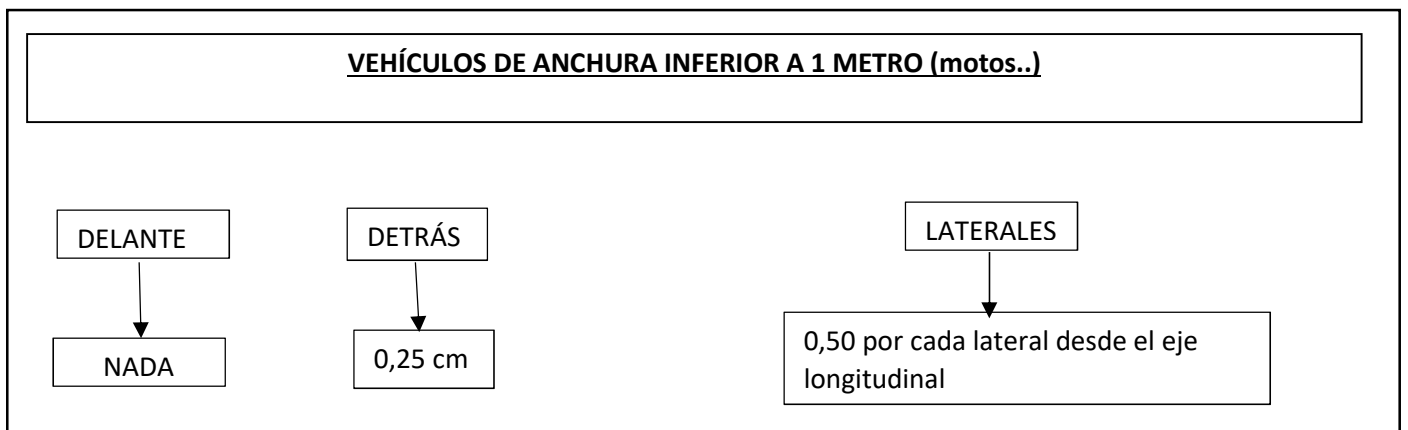 VEHÍCULOS DE ANCHURA INFERIOR A 1 METRO (motos..)
DELANTE
DETRÁS
LATERALES
NADA
0,25 cm
0,50 por cada lateral desde el eje
longitudinal